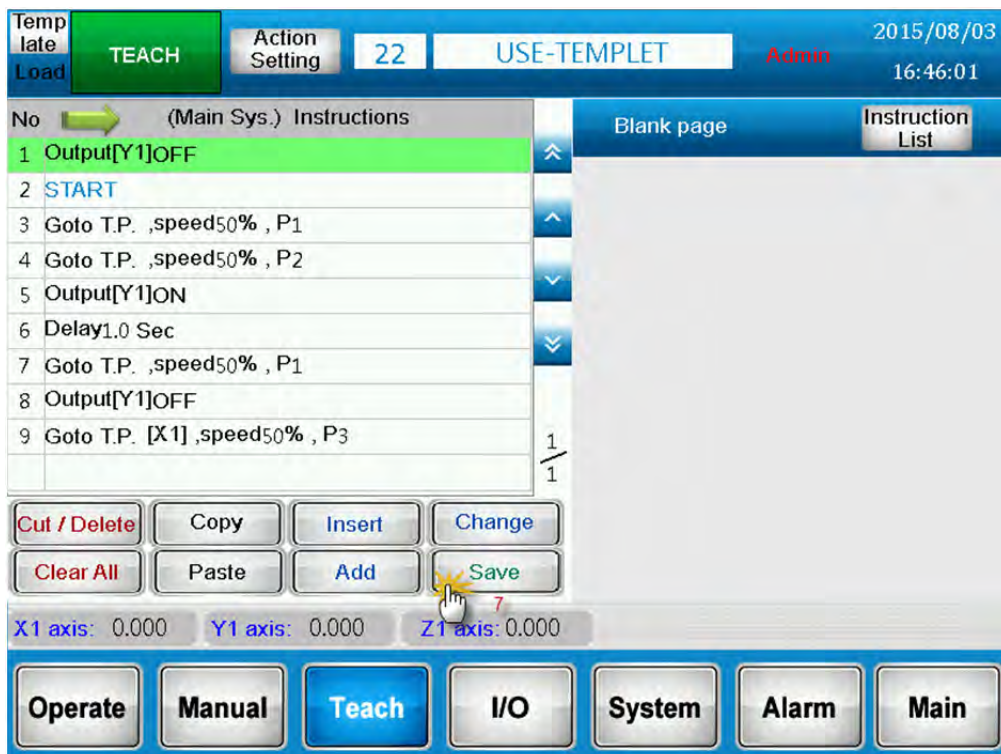 Temp
late
Load
TEACH
Action
Setting
22
USE-TEMPLET
Admin
2015/08/03
16:46:01
No (Main Sys.) Instructions
1 Output[Y1]OFF
2 START
3 Goto T.P. ,speed50% , P1
4 Goto T.P. ,speed50% , P2
5 Output[Y1]ON
6 Delay1.0 Sec
7 Goto T.P. ,speed50% , P1
8 Output[Y1]OFF
9 Goto T.P. [X1] ,speed50% , P3
1
1
Blank page
Instruction
List
Cut / Delete Copy Insert Change
Clear All Paste Add Save
7
X1 axis: 0.000 Y1 axis: 0.000 Z1 axis: 0.000
Operate Manual Teach I/O System Alarm Main